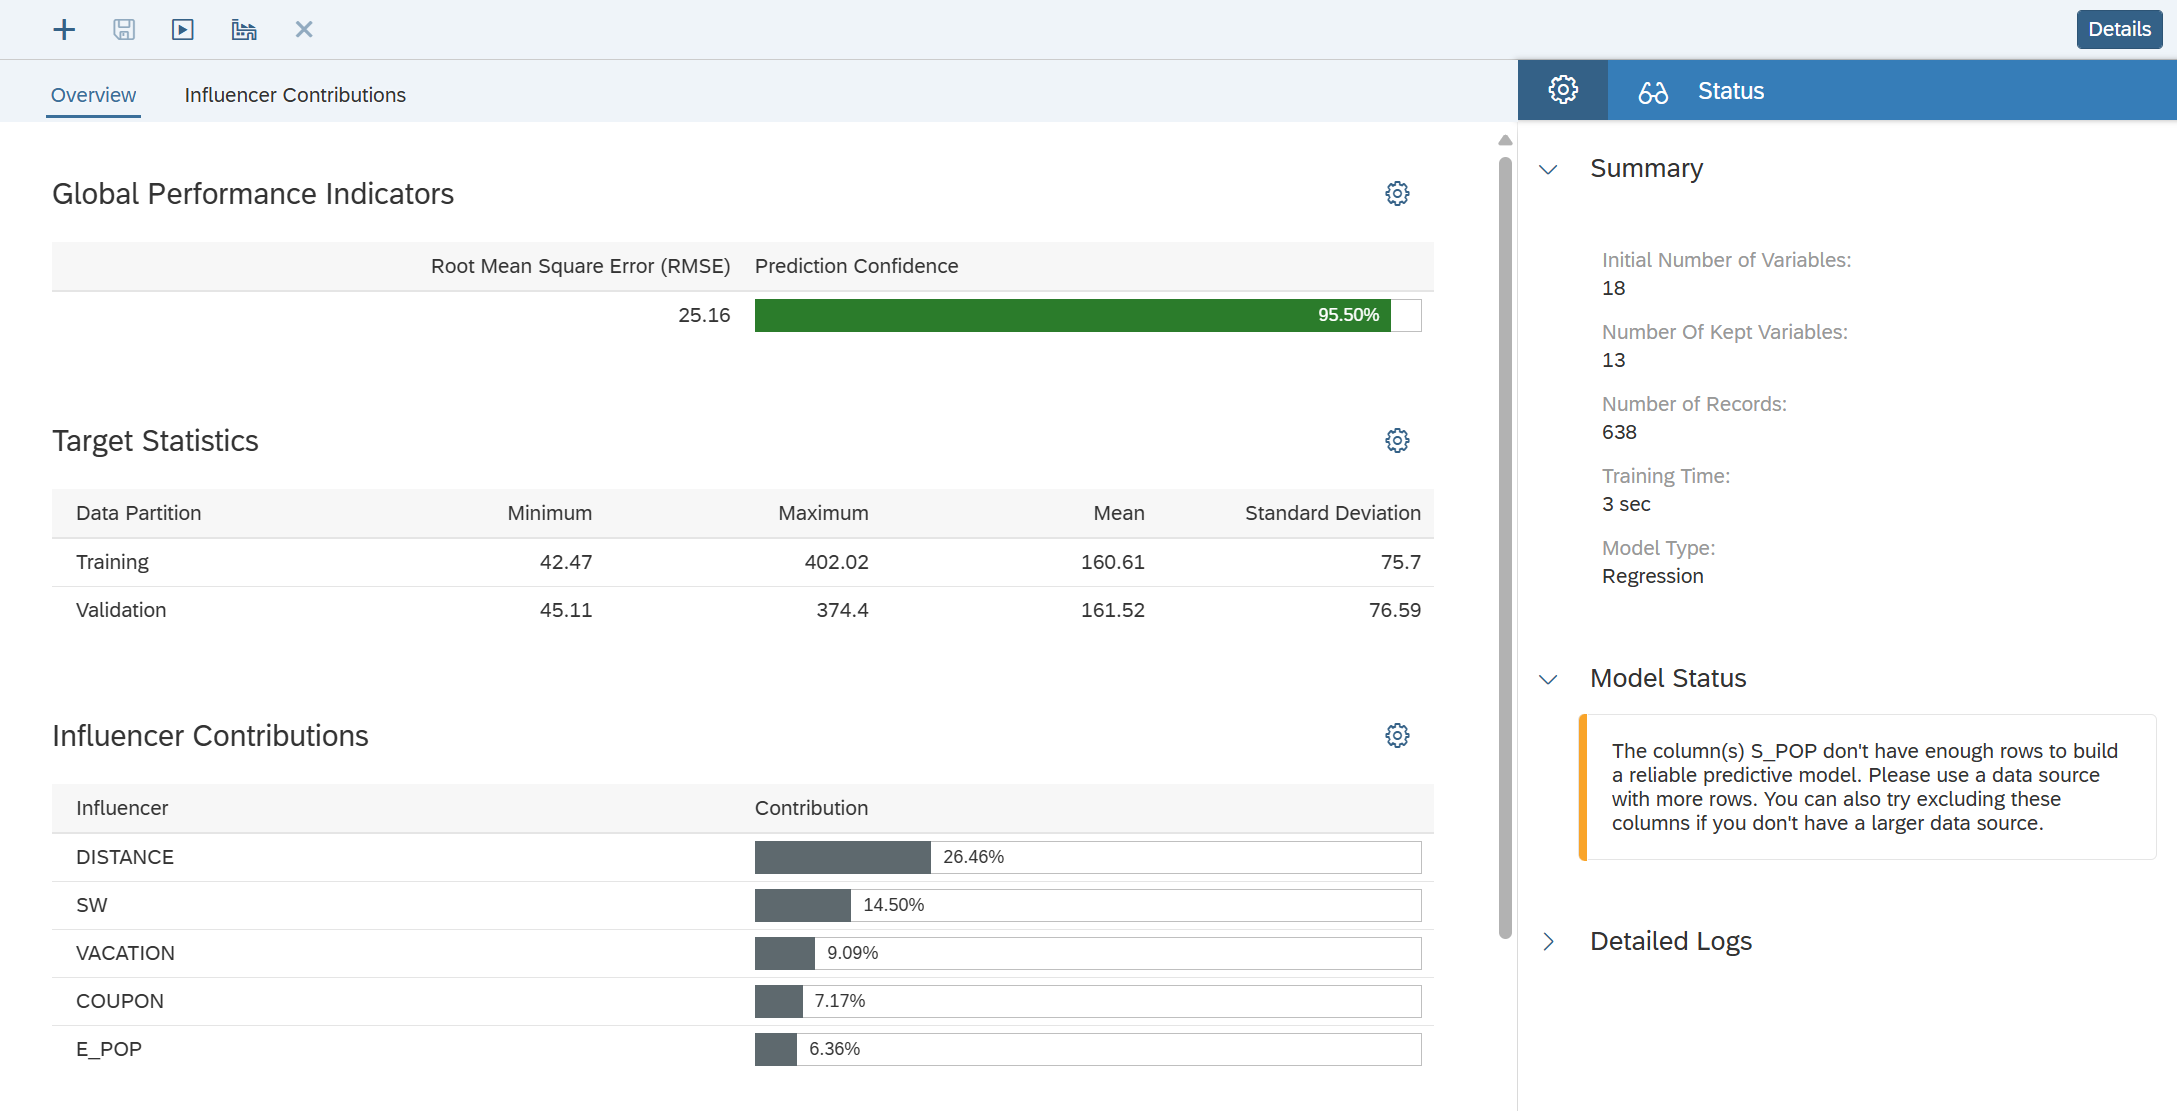 Details
Overview Influencer Contributions
Status
Global Performance Indicators
Root Mean Square Error (RMSE) Prediction Confidence
25.16 95.50%
Target Statistics
Data Partition Minimum Maximum Mean Standard Deviation
Training 42.47 402.02 160.61 75.7
Validation 45.11 374.4 161.52 76.59
Influencer Contributions
Influencer Contribution
DISTANCE 26.46%
SW 14.50%
VACATION 9.09%
COUPON 7.17%
E_POP 6.36%
Summary
Initial Number of Variables:
18
Number Of Kept Variables:
13
Number of Records:
638
Training Time:
3 sec
Model Type:
Regression
Model Status
The column(s) S_POP don't have enough rows to build
a reliable predictive model. Please use a data source
with more rows. You can also try excluding these
columns if you don't have a larger data source.
Detailed Logs